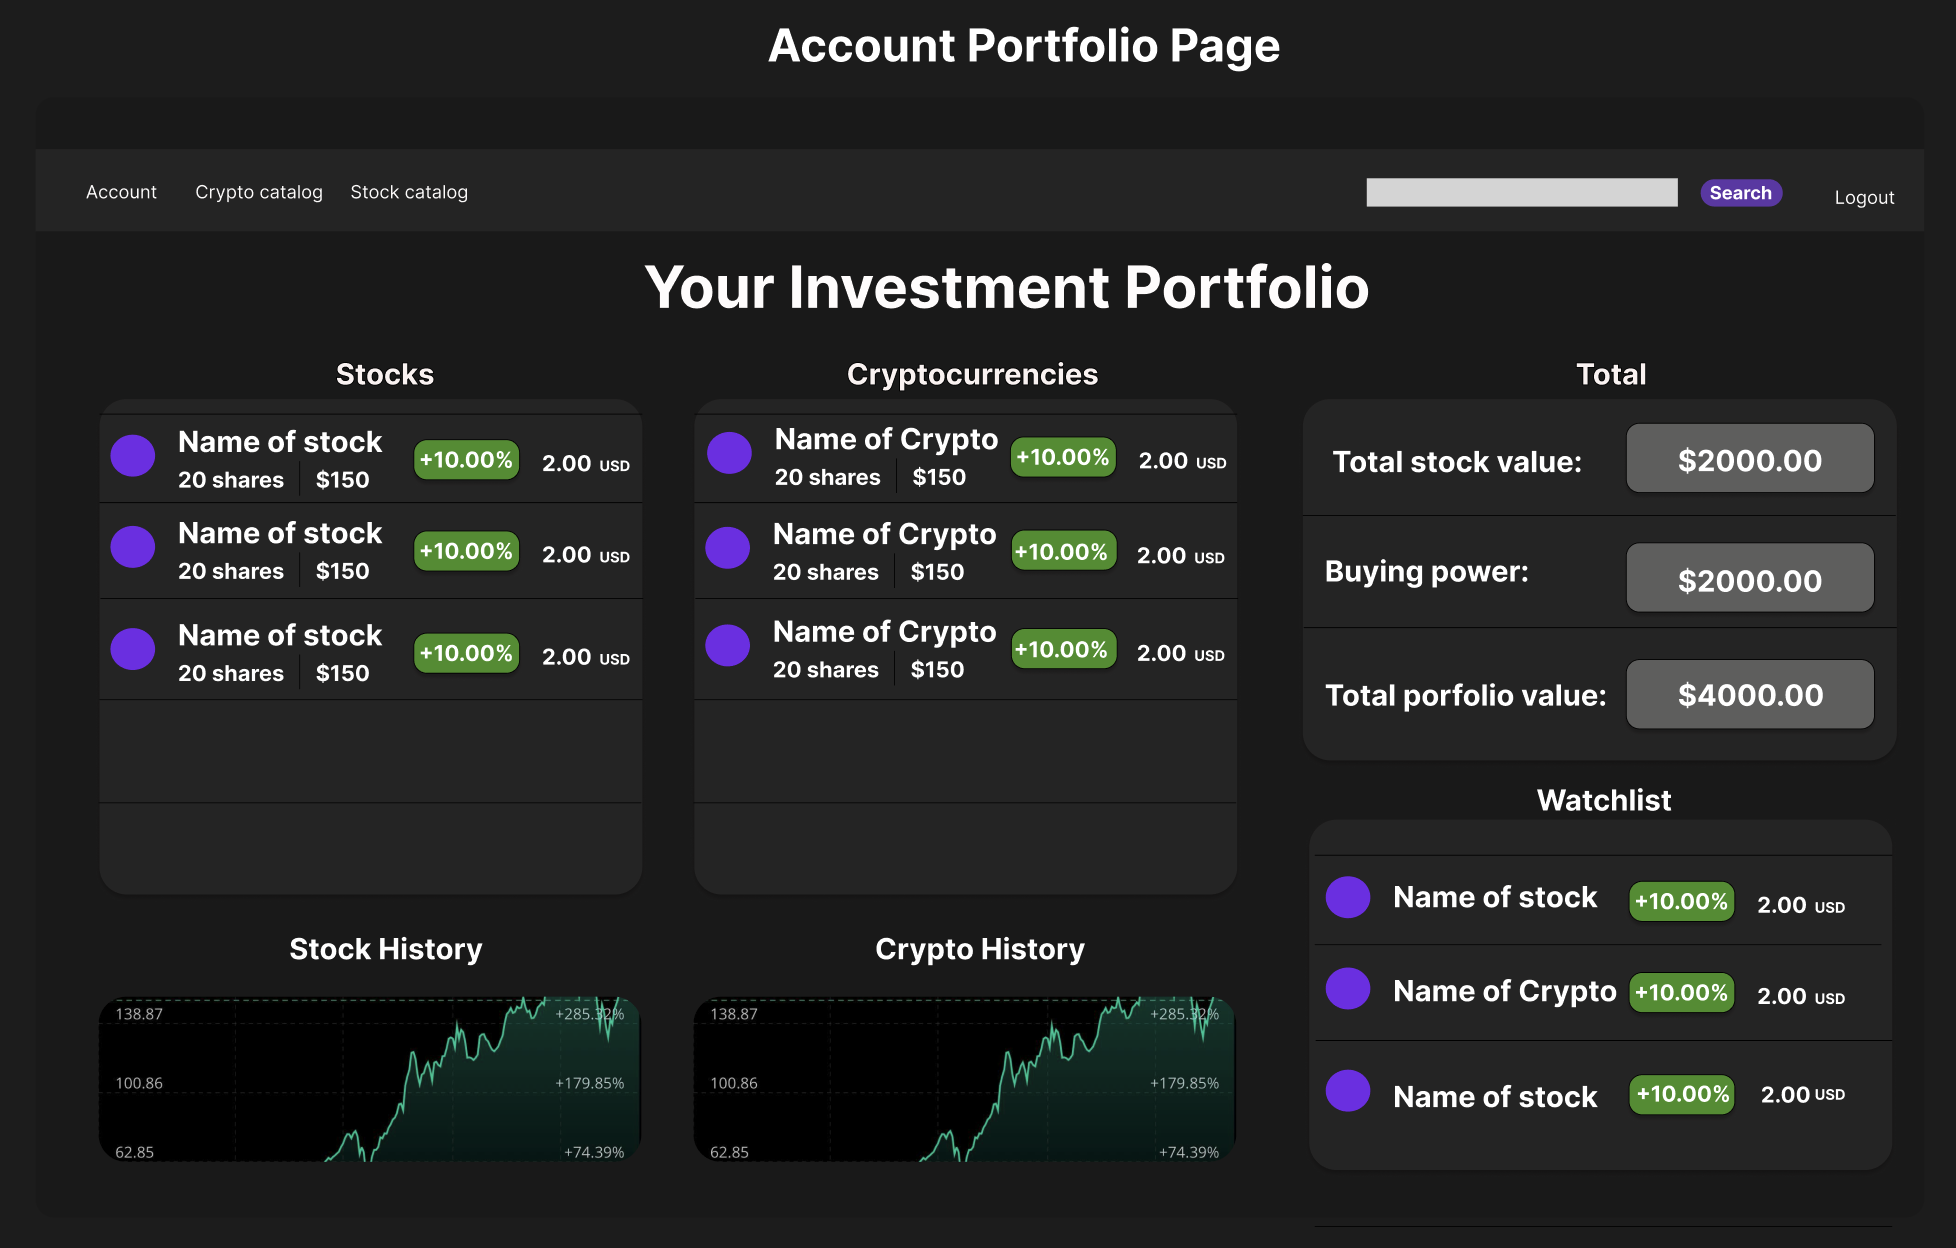 Account Portfolio Page
Account
Crypto catalog
Stock catalog
Search
Logout
Your Investment Portfolio
Stocks
Name of stock
20 shares
$150
+10.00%
2.00 USD
Name of stock
20 shares
$150
+10.00%
2.00 USD
Name of stock
20 shares
$150
+10.00%
2.00 USD
Cryptocurrencies
Name of Crypto
20 shares
$150
+10.00%
2.00 USD
Name of Crypto
20 shares
$150
+10.00%
2.00 USD
Name of Crypto
20 shares
$150
+10.00%
2.00 USD
Total
Total stock value:
$2000.00
Buying power:
$2000.00
Total porfolio value:
$4000.00
Watchlist
Name of stock
+10.00%
2.00 USD
Name of Crypto
+10.00%
2.00 USD
Name of stock
+10.00%
2.00 USD
Stock History
138.87
+285.32%
100.86
+179.85%
62.85
+74.39%
Crypto History
138.87
+285.32%
100.86
+179.85%
62.85
+74.39%